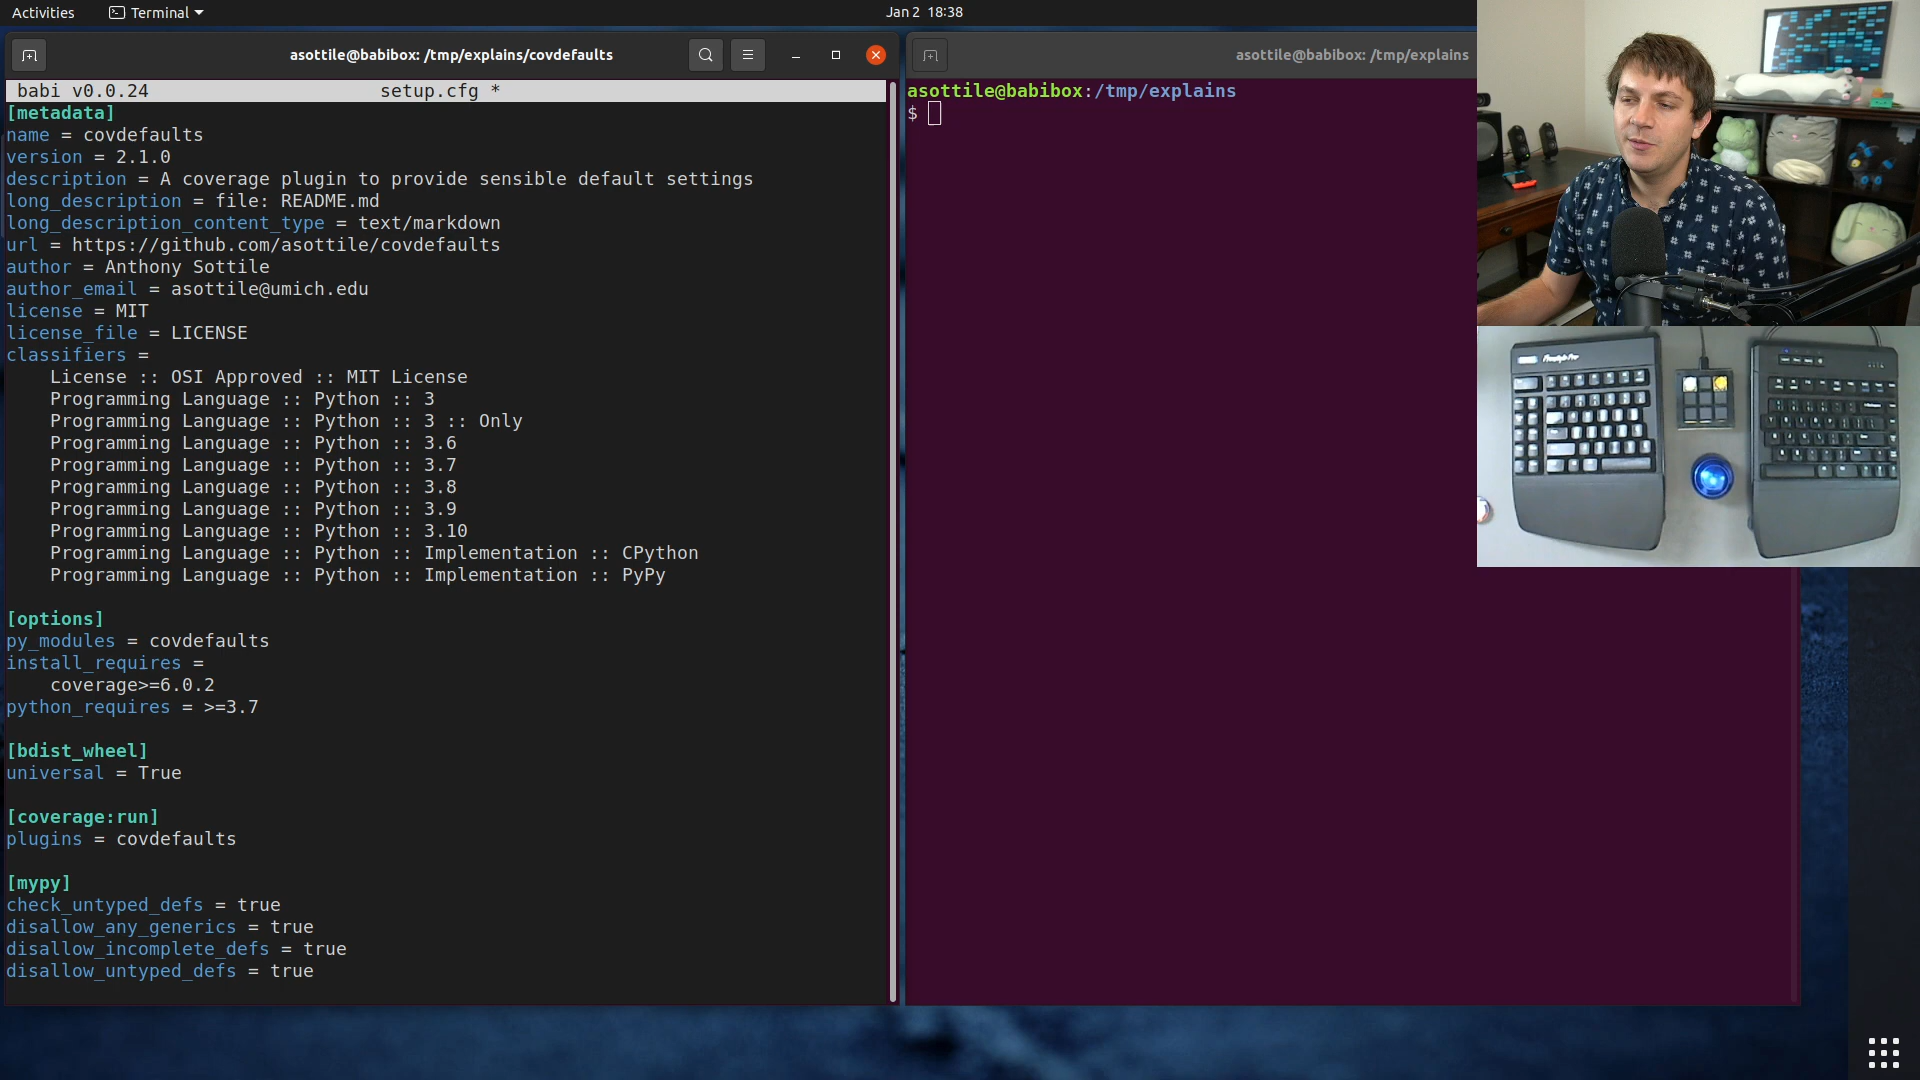 Activities
Terminal
Jan 2 18:38
asottile@babibox: /tmp/explains/covdefaults
babi v0.0.24 setup.cfg *
[metadata]
name = covdefaults
version = 2.1.0
description = A coverage plugin to provide sensible default settings
long_description = file: README.md
long_description_content_type = text/markdown
url = https://github.com/asottile/covdefaults
author = Anthony Sottile
author_email = asottile@umich.edu
license = MIT
license_file = LICENSE
classifiers =
License :: OSI Approved :: MIT License
Programming Language :: Python :: 3
Programming Language :: Python :: 3 :: Only
Programming Language :: Python :: 3.6
Programming Language :: Python :: 3.7
Programming Language :: Python :: 3.8
Programming Language :: Python :: 3.9
Programming Language :: Python :: 3.10
Programming Language :: Python :: Implementation :: CPython
Programming Language :: Python :: Implementation :: PyPy
[options]
py_modules = covdefaults
install_requires =
coverage>=6.0.2
python_requires = >=3.7
[bdist_wheel]
universal = True
[coverage:run]
plugins = covdefaults
[mypy]
check_untyped_defs = true
disallow_any_generics = true
disallow_incomplete_defs = true
disallow_untyped_defs = true
asottile@babibox: /tmp/explains
asottile@babibox:/tmp/explains
$